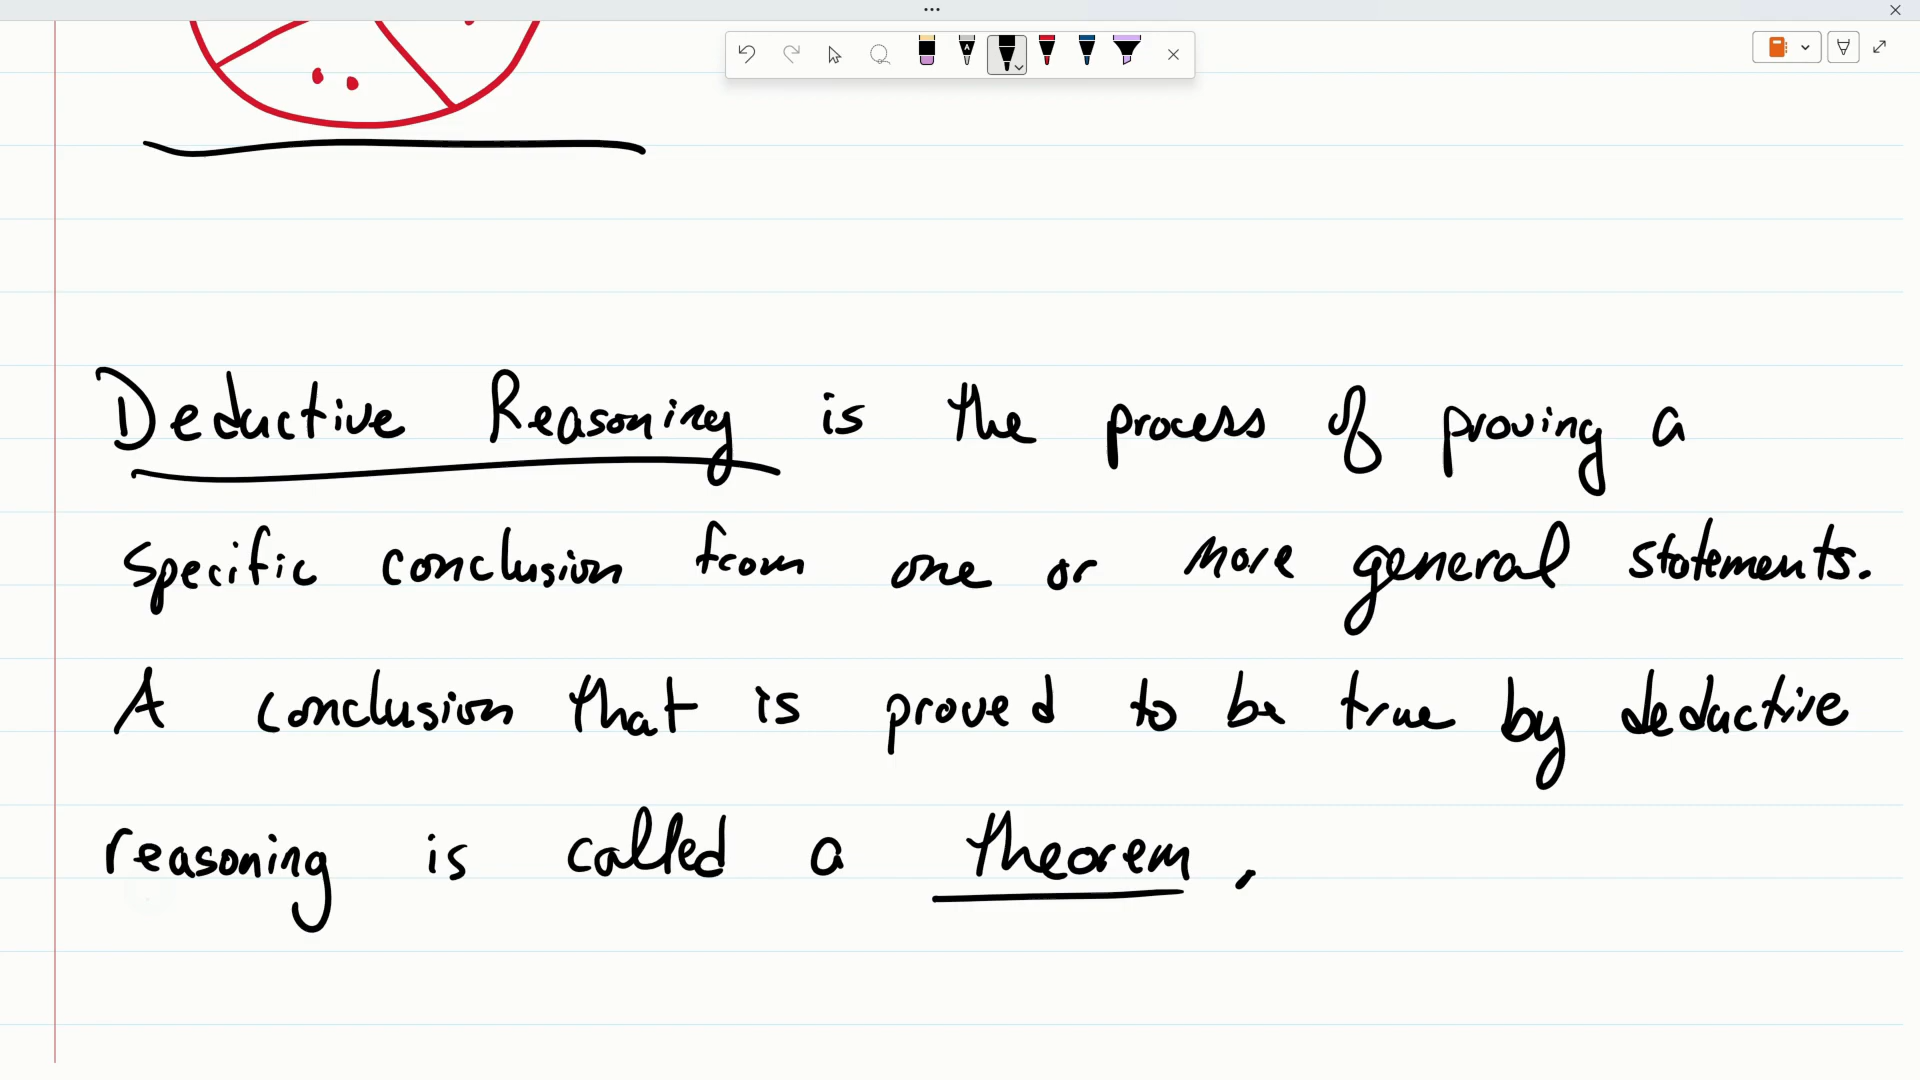 Deductive Reasoning is the process of proving a
specific conclusion from one or more general statements.
A conclusion that is proved to be true by deductive
reasoning is called a theorem.